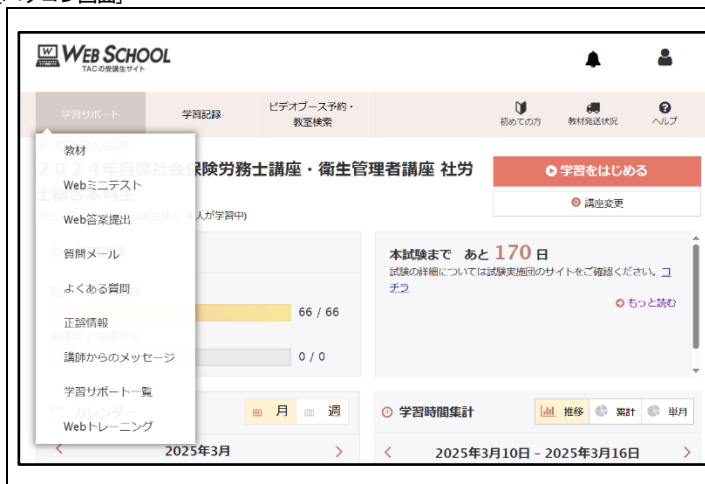 WEB SCHOOL
TACの受講生サイト
学習サポート
学習記録
ビデオブース予約・
教室検索
初めての方
教材発送状況
ヘルプ
教材
Webミニテスト
Web答案提出
質問メール
よくある質問
正誤情報
講師からのメッセージ
学習サポート一覧
Webトレーニング
2024年目標社会保険労務士講座・衛生管理者講座 社労
士総合本科生
人が学習中)
学習をはじめる
講座変更
66 / 66
0 / 0
本試験まで あと 170 日
試験の詳細については試験実施団のサイトをご確認ください。コ
チラ
もっと読む
カレンダー
月
週
2025年3月
学習時間集計
推移
累計
単月
2025年3月10日 – 2025年3月16日